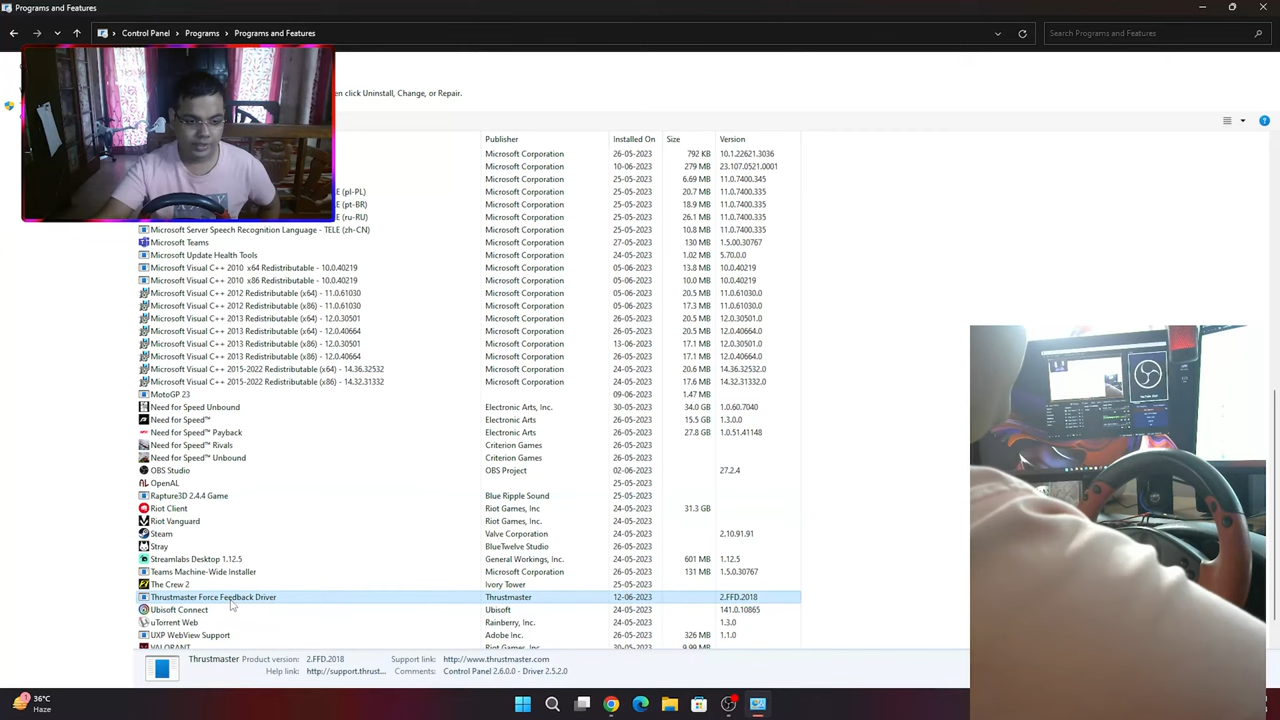 Programs and Features
Control Panel > Programs > Programs and Features
Search Programs and Features
en click Uninstall, Change, or Repair.
Publisher Installed On Size Version
Microsoft Corporation 26-05-2023 792 KB 10.1.22621.3036
Microsoft Corporation 10-06-2023 279 MB 23.107.0521.0001
Microsoft Corporation 25-05-2023 6.69 MB 11.0.7400.345
E (pl-PL) Microsoft Corporation 25-05-2023 20.7 MB 11.0.7400.335
E (pt-BR) Microsoft Corporation 25-05-2023 18.9 MB 11.0.7400.335
E (ru-RU) Microsoft Corporation 25-05-2023 26.1 MB 11.0.7400.335
Microsoft Server Speech Recognition Language - TELE (zh-CN) Microsoft Corporation 25-05-2023 10.8 MB 11.0.7400.335
Microsoft Teams Microsoft Corporation 27-05-2023 130 MB 1.5.00.30767
Microsoft Update Health Tools Microsoft Corporation 24-05-2023 1.02 MB 5.70.0.0
Microsoft Visual C++ 2010 x64 Redistributable - 10.0.40219 Microsoft Corporation 05-06-2023 13.8 MB 10.0.40219
Microsoft Visual C++ 2010 x86 Redistributable - 10.0.40219 Microsoft Corporation 05-06-2023 10.0 MB 10.0.40219
Microsoft Visual C++ 2012 Redistributable (x64) - 11.0.61030 Microsoft Corporation 05-06-2023 20.5 MB 11.0.61030.0
Microsoft Visual C++ 2012 Redistributable (x86) - 11.0.61030 Microsoft Corporation 05-06-2023 17.3 MB 11.0.61030.0
Microsoft Visual C++ 2013 Redistributable (x64) - 12.0.30501 Microsoft Corporation 26-05-2023 20.5 MB 12.0.30501.0
Microsoft Visual C++ 2013 Redistributable (x64) - 12.0.40664 Microsoft Corporation 26-05-2023 20.5 MB 12.0.40664.0
Microsoft Visual C++ 2013 Redistributable (x86) - 12.0.30501 Microsoft Corporation 13-06-2023 17.1 MB 12.0.30501.0
Microsoft Visual C++ 2013 Redistributable (x86) - 12.0.40664 Microsoft Corporation 26-05-2023 17.1 MB 12.0.40664.0
Microsoft Visual C++ 2015-2022 Redistributable (x64) - 14.36.32532 Microsoft Corporation 24-05-2023 20.6 MB 14.36.32532.0
Microsoft Visual C++ 2015-2022 Redistributable (x86) - 14.32.31332 Microsoft Corporation 24-05-2023 17.6 MB 14.32.31332.0
MotoGP 23 09-06-2023 1.47 MB
Need for Speed Unbound Electronic Arts, Inc. 30-05-2023 34.0 GB 1.0.60.7040
Need for Speed™ Electronic Arts 26-05-2023 15.5 GB 1.3.0.0
Need for Speed™ Payback Electronic Arts 26-05-2023 27.8 GB 1.0.51.41148
Need for Speed™ Rivals Criterion Games 26-05-2023
Need for Speed™ Unbound Criterion Games 26-05-2023
OBS Studio OBS Project 02-06-2023 27.2.4
OpenAL 25-05-2023
Rapture3D 2.4.4 Game Blue Ripple Sound 25-05-2023
Riot Client Riot Games, Inc 24-05-2023 31.3 GB
Riot Vanguard Riot Games, Inc. 24-05-2023
Steam Valve Corporation 24-05-2023 2.10.91.91
Stray BlueTwelve Studio 26-05-2023
Streamlabs Desktop 1.12.5 General Workings, Inc. 24-05-2023 601 MB 1.12.5
Teams Machine-Wide Installer Microsoft Corporation 26-05-2023 131 MB 1.5.0.30767
The Crew 2 Ivory Tower 25-05-2023
Thrustmaster Force Feedback Driver Thrustmaster 12-06-2023 2.FFD.2018
Ubisoft Connect Ubisoft 24-05-2023 141.0.10865
uTorrent Web Rainberry, Inc. 24-05-2023 1.3.0
UXP WebView Support Adobe Inc. 26-05-2023 326 MB 1.1.0
VALORANT Riot Games, Inc 24-05-2023 9.99 MB
Thrustmaster Product version: 2.FFD.2018 Support link: http://www.thrustmaster.com
Help link: http://support.thrust... Comments: Control Panel 2.6.0.0 - Driver 2.5.2.0
36°C
Haze